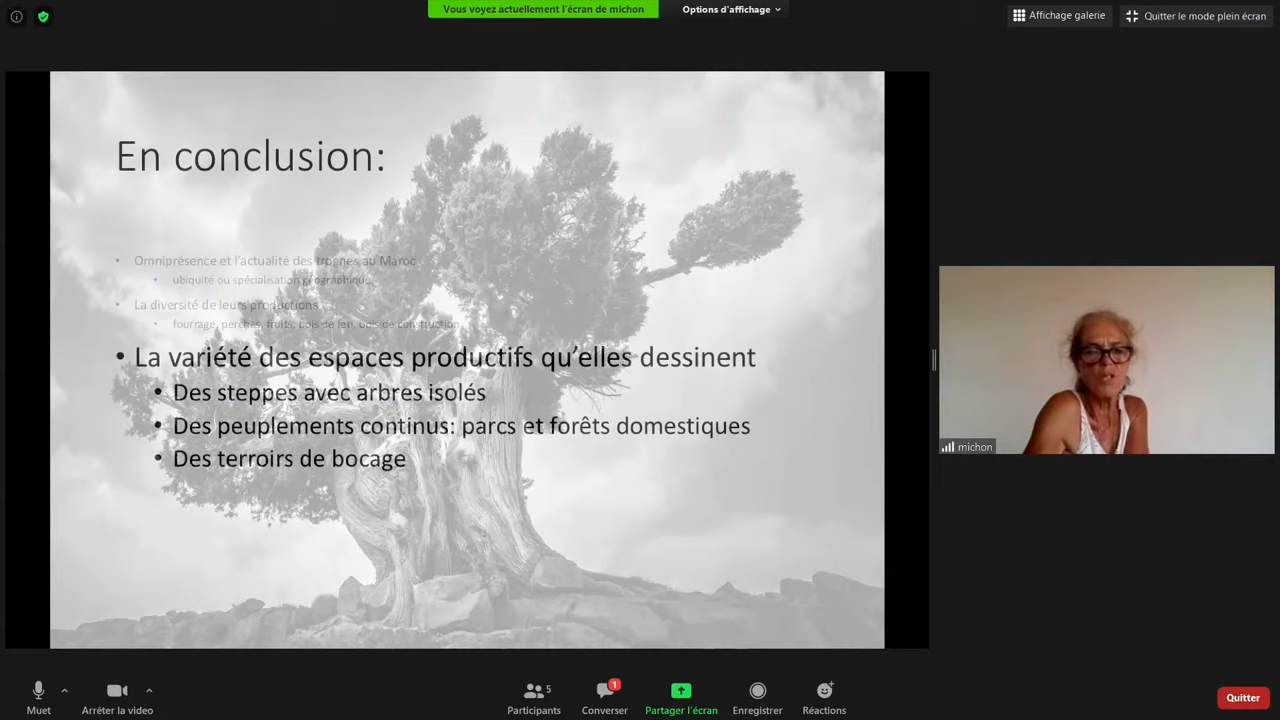 Vous voyez actuellement l'écran de michon
Options d'affichage
Affichage galerie
Quitter le mode plein écran
En conclusion:
• Omniprésence et l'actualité des trognes au Maroc
• ubiquité ou spécialisation géographique
• La diversité de leurs productions
• fourrage, perches, fruits, bois de feu, bois de construction
• La variété des espaces productifs qu'elles dessinent
• Des steppes avec arbres isolés
• Des peuplements continus: parcs et forêts domestiques
• Des terroirs de bocage
michon
Muet
Arrêter la video
5
Participants
1
Converser
Partager l'écran
Enregistrer
Réactions
Quitter